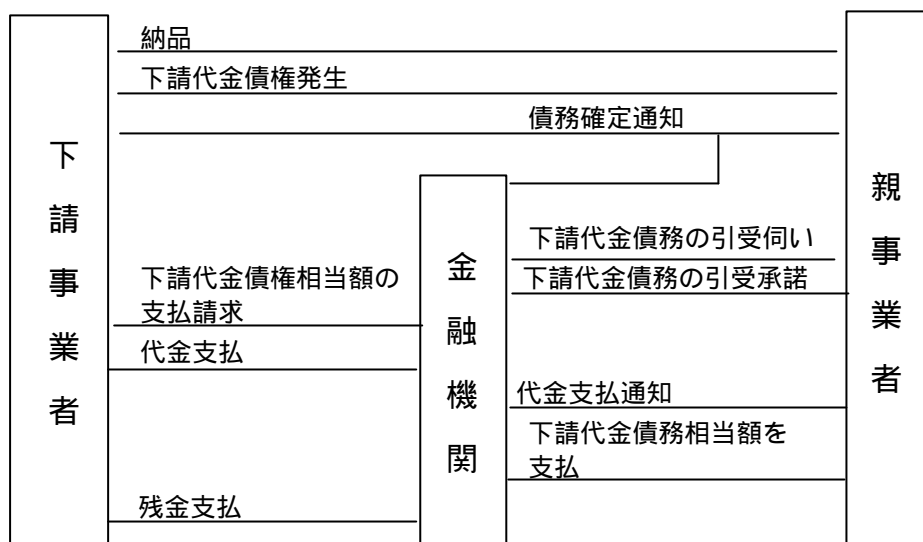 納品
下請代金債権発生
債務確定通知
下請事業者
親事業者
金融機関
下請代金債務の引受伺い
下請代金債務の引受承諾
下請代金債権相当額の
支払請求
代金支払
代金支払通知
下請代金債務相当額を
支払
残金支払